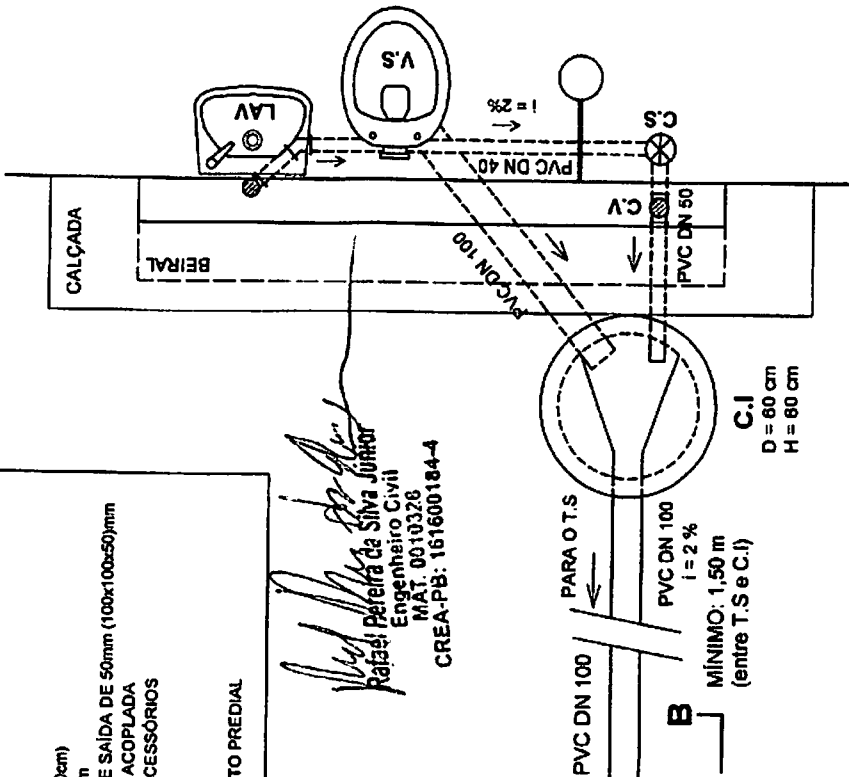 LAV
V.S
i = 2%
C.S
PVC DN 40
C.V
PVC DN 50
CALÇADA
BEIRAL
PVC DN 100
C.I
D = 60 cm
H = 60 cm
E SAÍDA DE 50mm (100x100x50)mm
ACOPLADA
CESSÓRIOS
TO PREDIAL
Rafael Pereira da Silva Júnior
Engenheiro Civil
MAT. 0010326
CREA-PB: 161600184-4
PARA O T.S
PVC DN 100
i = 2 %
MÍNIMO: 1,50 m
(entre T.S e C.I)
PVC DN 100
B